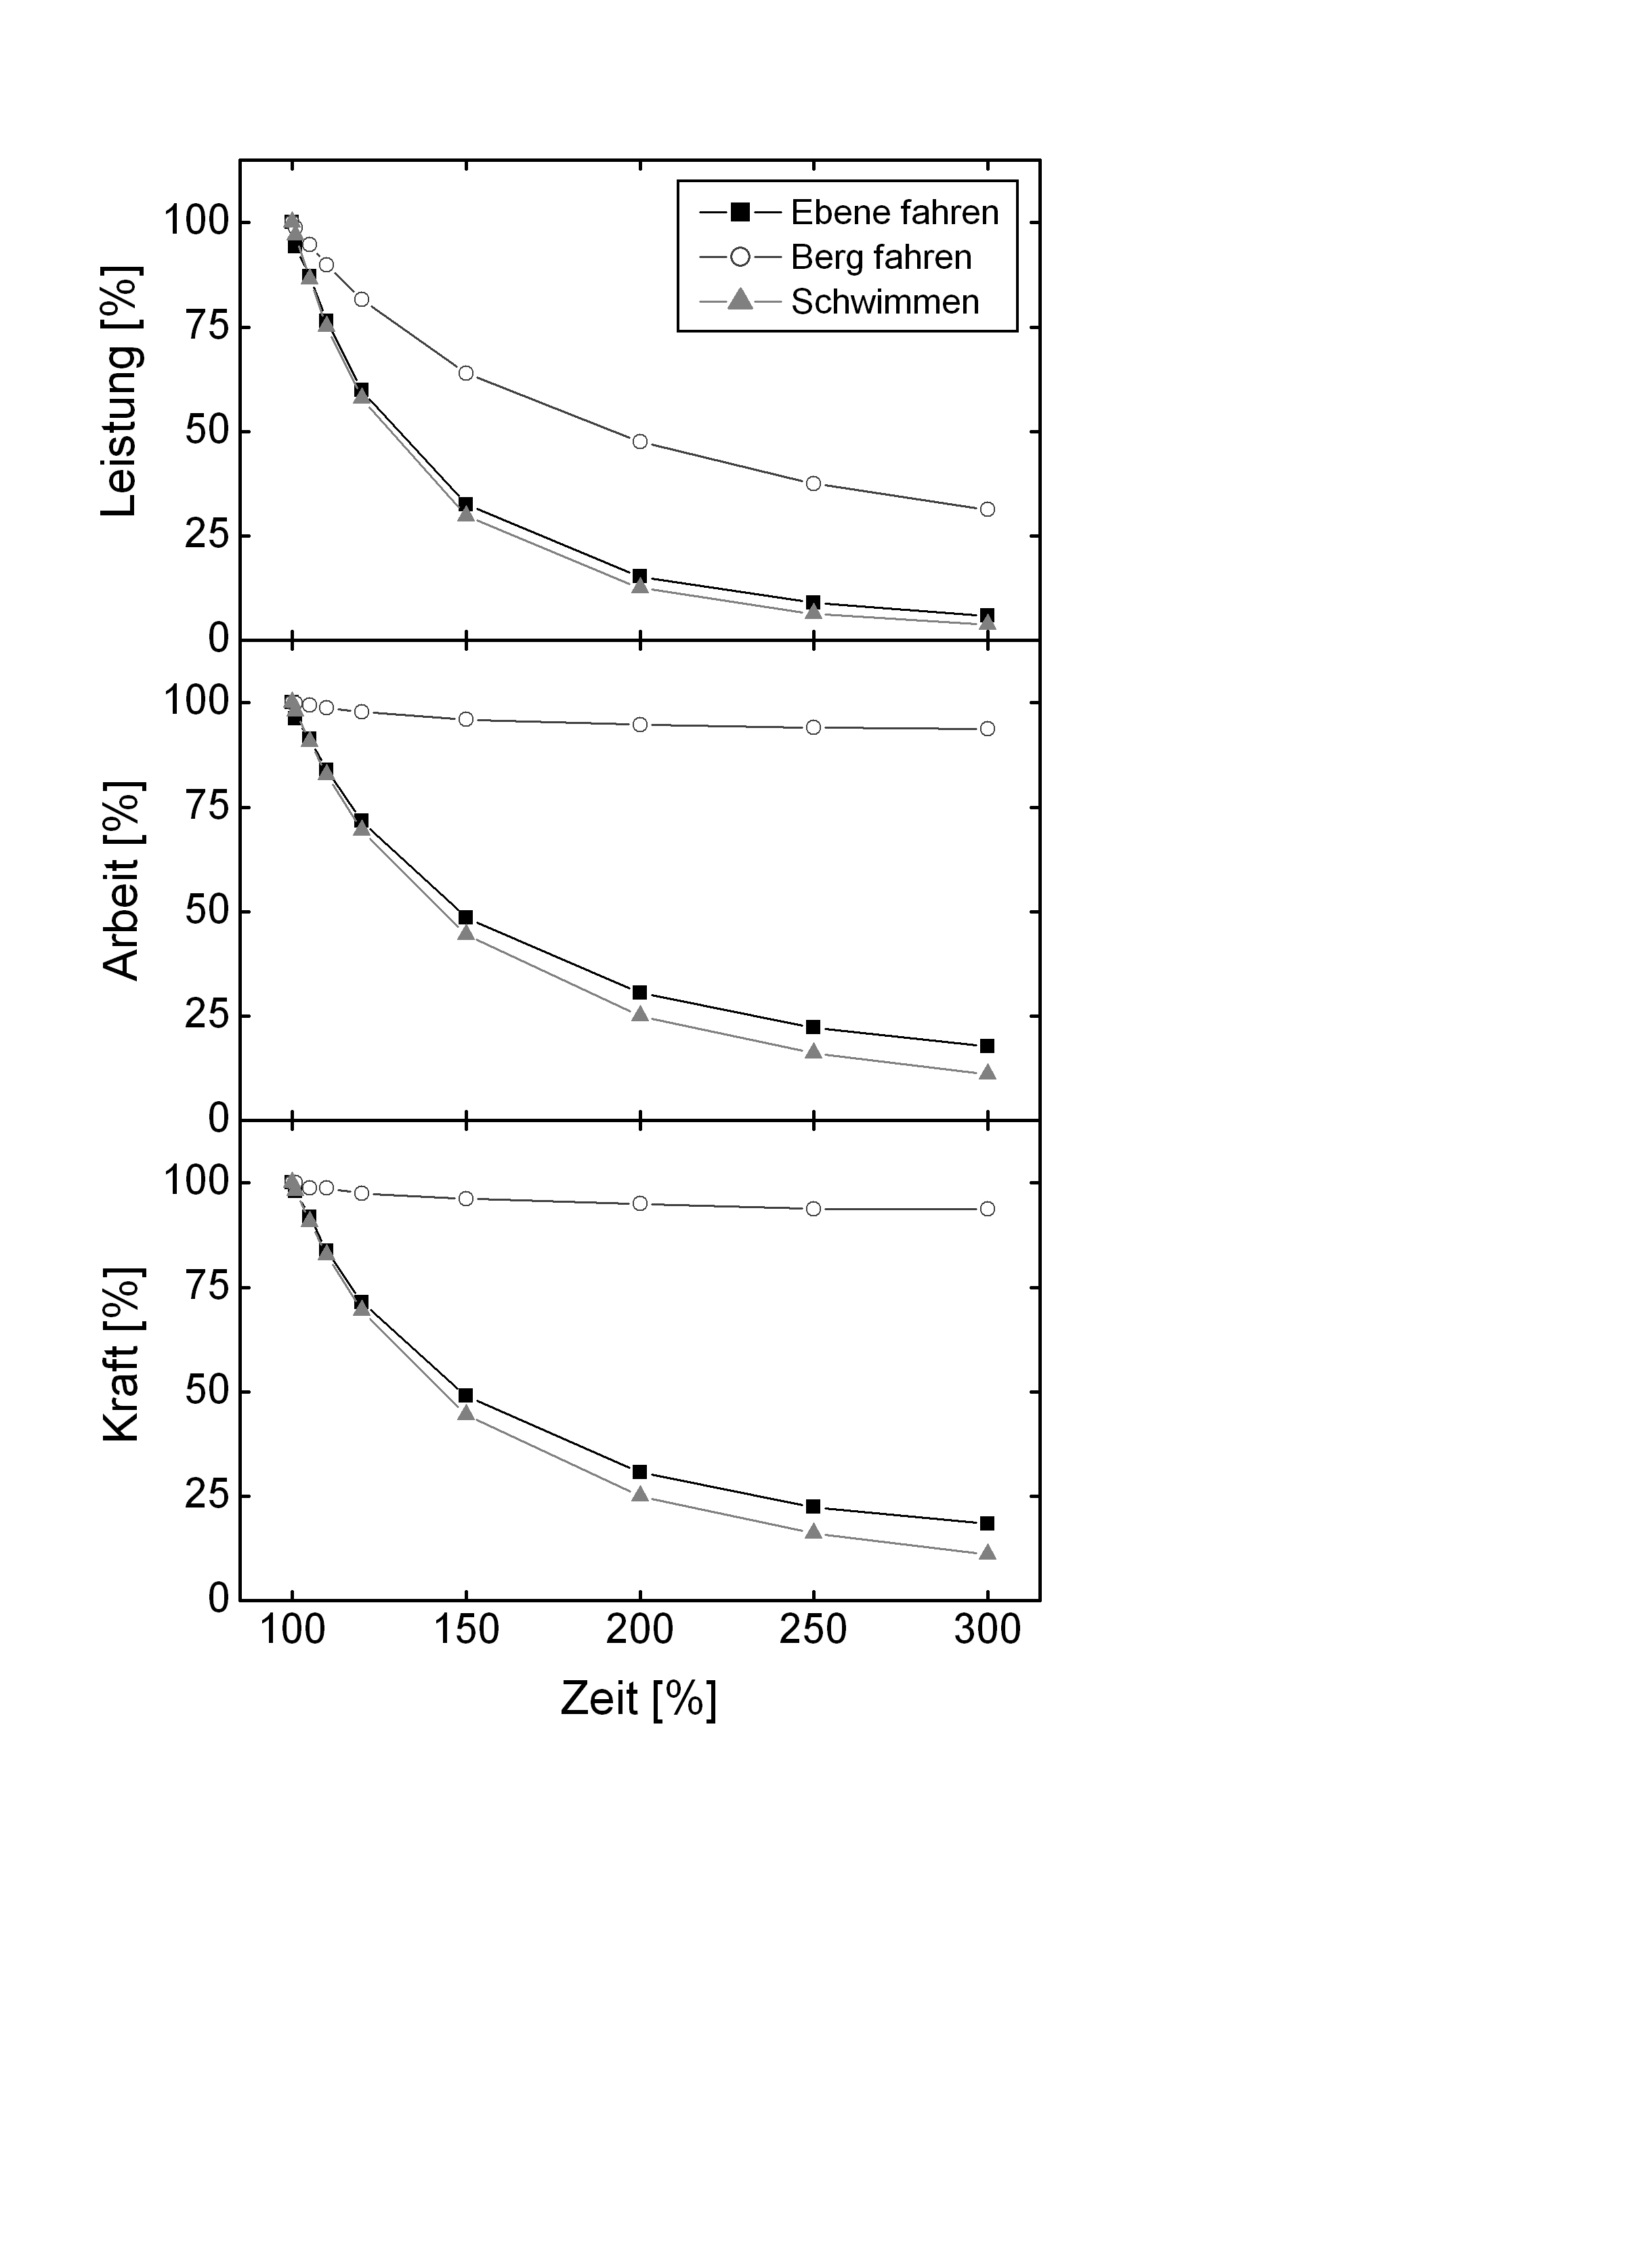 Leistung [%]
100
75
50
25
0
Ebene fahren
Berg fahren
Schwimmen
Arbeit [%]
100
75
50
25
0
Kraft [%]
100
75
50
25
0
100 150 200 250 300
Zeit [%]